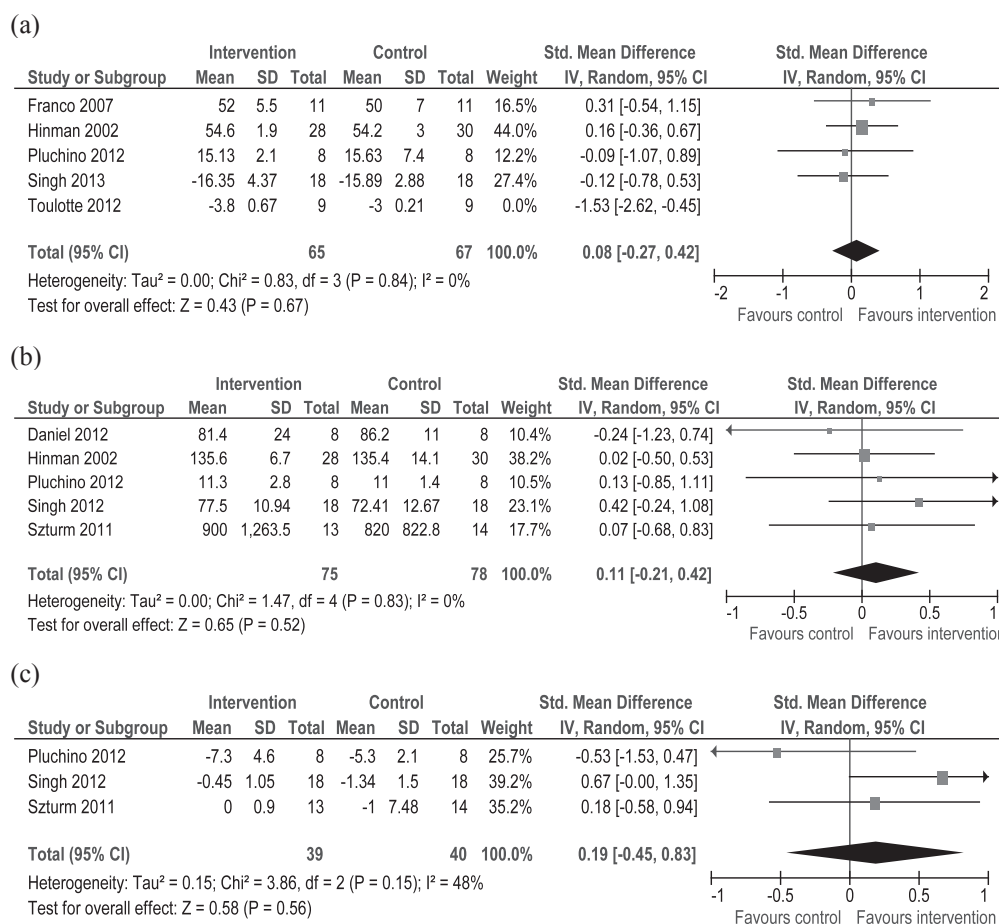 (a)
Intervention Control Std. Mean Difference Std. Mean Difference
Study or Subgroup Mean SD Total Mean SD Total Weight IV, Random, 95% CI IV, Random, 95% CI
Franco 2007 52 5.5 11 50 7 11 16.5% 0.31 [-0.54, 1.15]
Hinman 2002 54.6 1.9 28 54.2 3 30 44.0% 0.16 [-0.36, 0.67]
Pluchino 2012 15.13 2.1 8 15.63 7.4 8 12.2% -0.09 [-1.07, 0.89]
Singh 2013 -16.35 4.37 18 -15.89 2.88 18 27.4% -0.12 [-0.78, 0.53]
Toulotte 2012 -3.8 0.67 9 -3 0.21 9 0.0% -1.53 [-2.62, -0.45]
Total (95% CI) 65 67 100.0% 0.08 [-0.27, 0.42]
Heterogeneity: Tau² = 0.00; Chi² = 0.83, df = 3 (P = 0.84); I² = 0%
Test for overall effect: Z = 0.43 (P = 0.67)
-2 -1 0 1 2
Favours control Favours intervention
(b)
Intervention Control Std. Mean Difference Std. Mean Difference
Study or Subgroup Mean SD Total Mean SD Total Weight IV, Random, 95% CI IV, Random, 95% CI
Daniel 2012 81.4 24 8 86.2 11 8 10.4% -0.24 [-1.23, 0.74]
Hinman 2002 135.6 6.7 28 135.4 14.1 30 38.2% 0.02 [-0.50, 0.53]
Pluchino 2012 11.3 2.8 8 11 1.4 8 10.5% 0.13 [-0.85, 1.11]
Singh 2012 77.5 10.94 18 72.41 12.67 18 23.1% 0.42 [-0.24, 1.08]
Szturm 2011 900 1,263.5 13 820 822.8 14 17.7% 0.07 [-0.68, 0.83]
Total (95% CI) 75 78 100.0% 0.11 [-0.21, 0.42]
Heterogeneity: Tau² = 0.00; Chi² = 1.47, df = 4 (P = 0.83); I² = 0%
Test for overall effect: Z = 0.65 (P = 0.52)
-1 -0.5 0 0.5 1
Favours control Favours intervention
(c)
Intervention Control Std. Mean Difference Std. Mean Difference
Study or Subgroup Mean SD Total Mean SD Total Weight IV, Random, 95% CI IV, Random, 95% CI
Pluchino 2012 -7.3 4.6 8 -5.3 2.1 8 25.7% -0.53 [-1.53, 0.47]
Singh 2012 -0.45 1.05 18 -1.34 1.5 18 39.2% 0.67 [-0.00, 1.35]
Szturm 2011 0 0.9 13 -1 7.48 14 35.2% 0.18 [-0.58, 0.94]
Total (95% CI) 39 40 100.0% 0.19 [-0.45, 0.83]
Heterogeneity: Tau² = 0.15; Chi² = 3.86, df = 2 (P = 0.15); I² = 48%
Test for overall effect: Z = 0.58 (P = 0.56)
-1 -0.5 0 0.5 1
Favours control Favours intervention